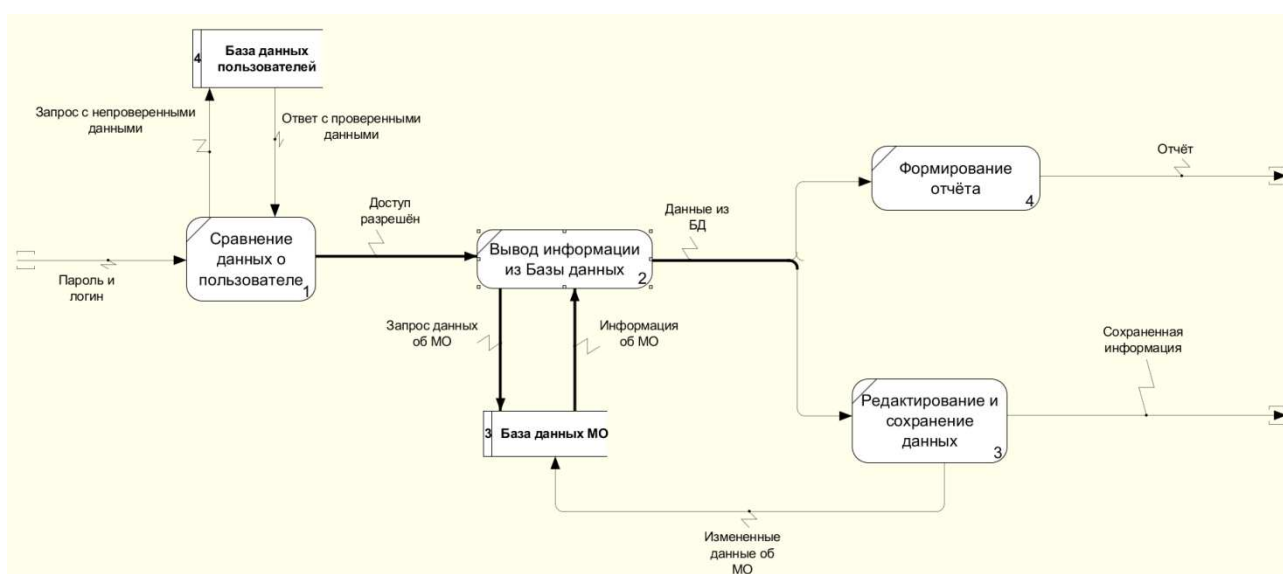 4
База данных
пользователей
Запрос с непроверенными
данными
Ответ с проверенными
данными
Сравнение
данных о
пользователе
1
Пароль и
логин
Доступ
разрешён
Вывод информации
из Базы данных
2
Данные из
БД
Запрос данных
об МО
Информация
об МО
3
База данных МО
Формирование
отчёта
4
Отчёт
Сохраненная
информация
Редактирование и
сохранение
данных
3
Измененные
данные об
МО